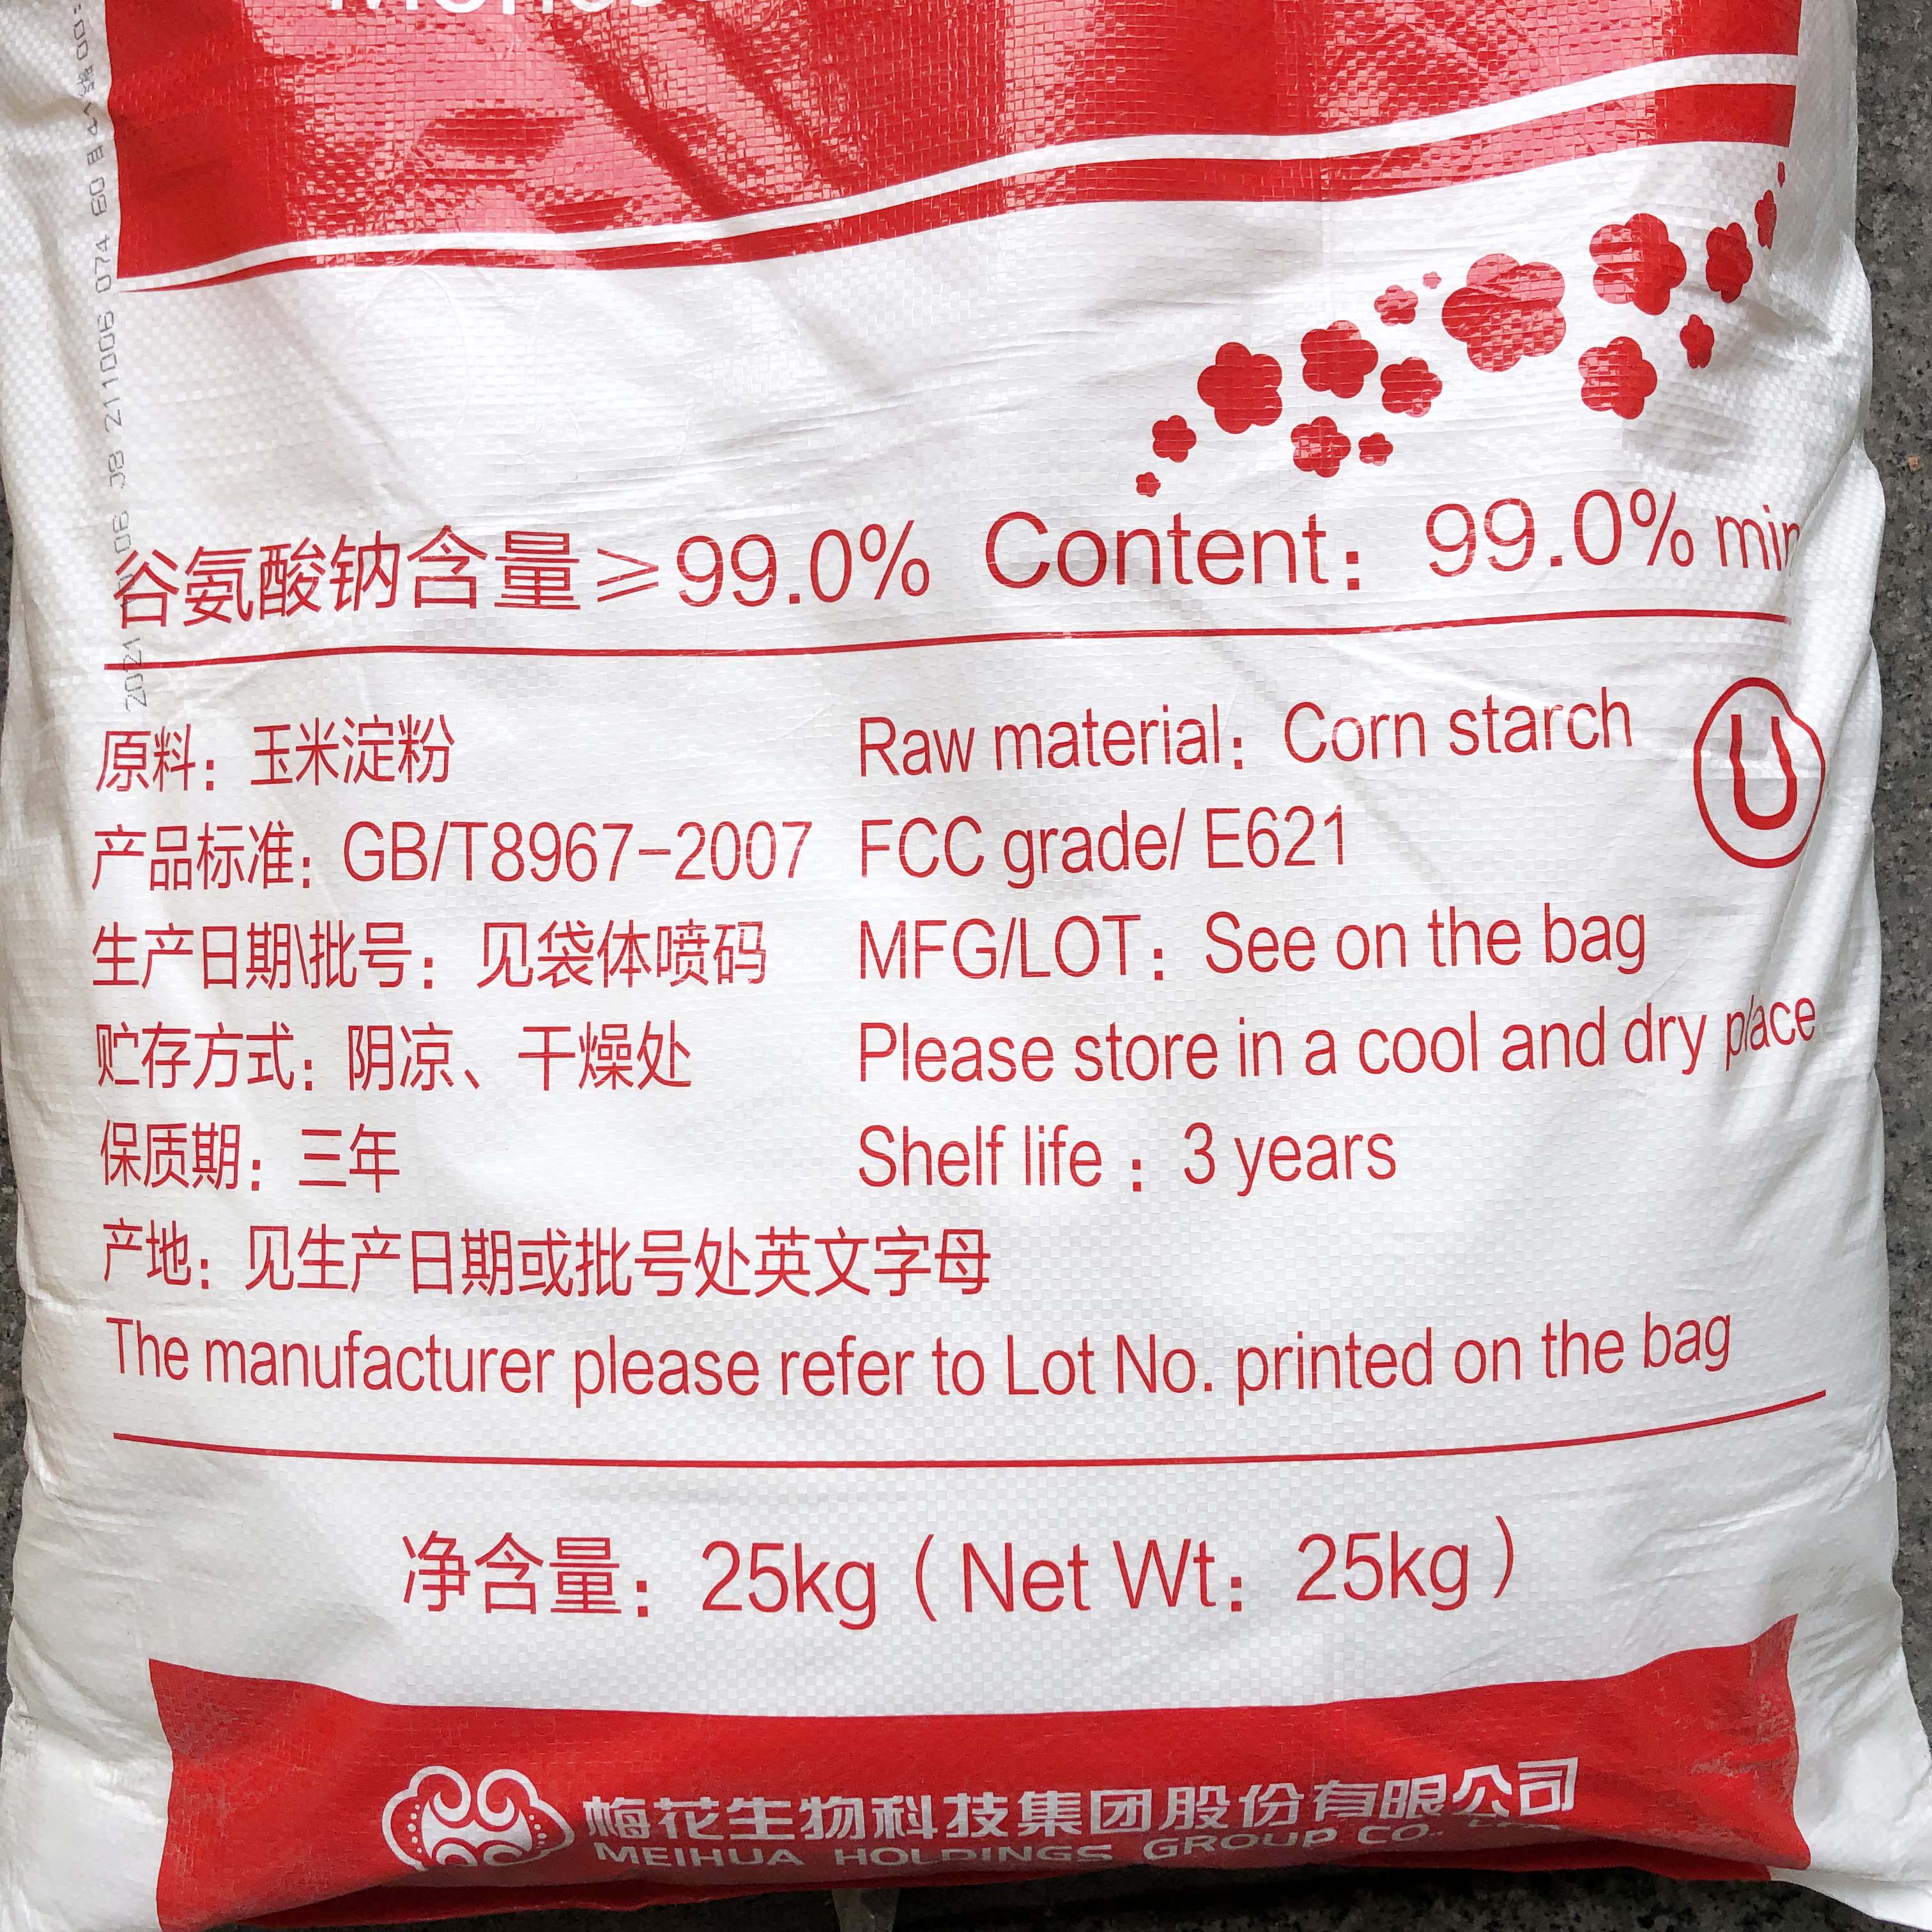 谷氨酸钠含量≥99.0% Content：99.0% min
原料：玉米淀粉 Raw material：Corn starch
U
产品标准：GB/T8967-2007 FCC grade/ E621
生产日期\批号：见袋体喷码 MFG/LOT：See on the bag
贮存方式：阴凉、干燥处 Please store in a cool and dry place
保质期：三年 Shelf life：3 years
产地：见生产日期或批号处英文字母
The manufacturer please refer to Lot No. printed on the bag
净含量：25kg（Net Wt：25kg）
梅花生物科技集团股份有限公司
MEIHUA HOLDINGS GROUP CO.
JB 211006 074 60目